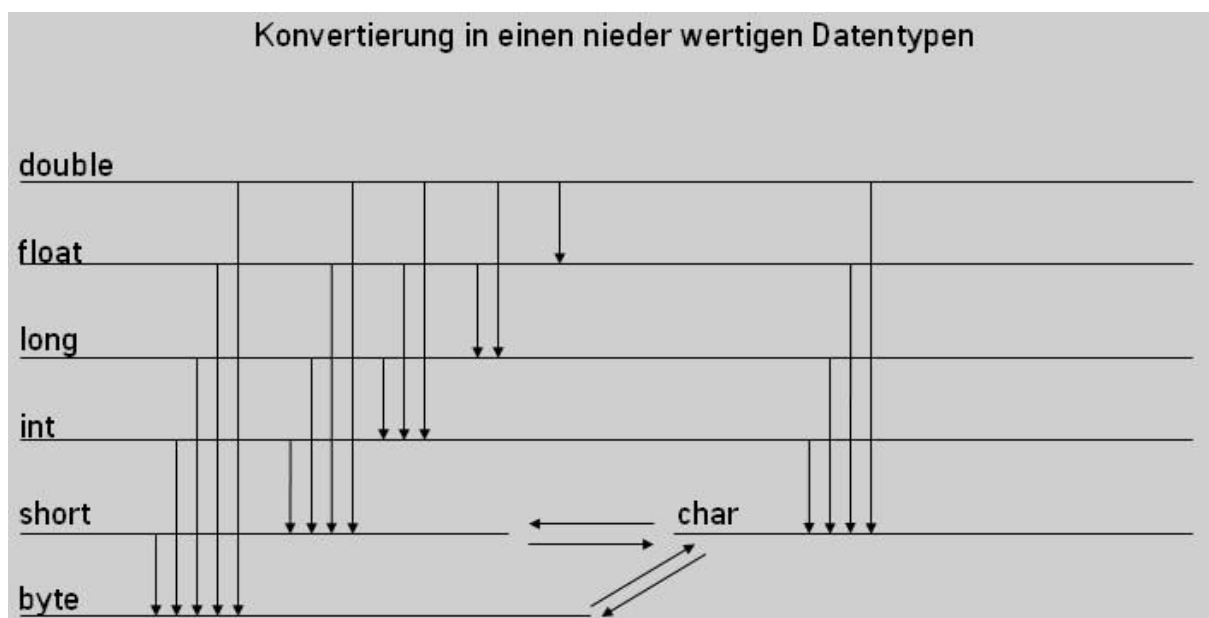 Konvertierung in einen nieder wertigen Datentypen
double
float
long
int
short
char
byte